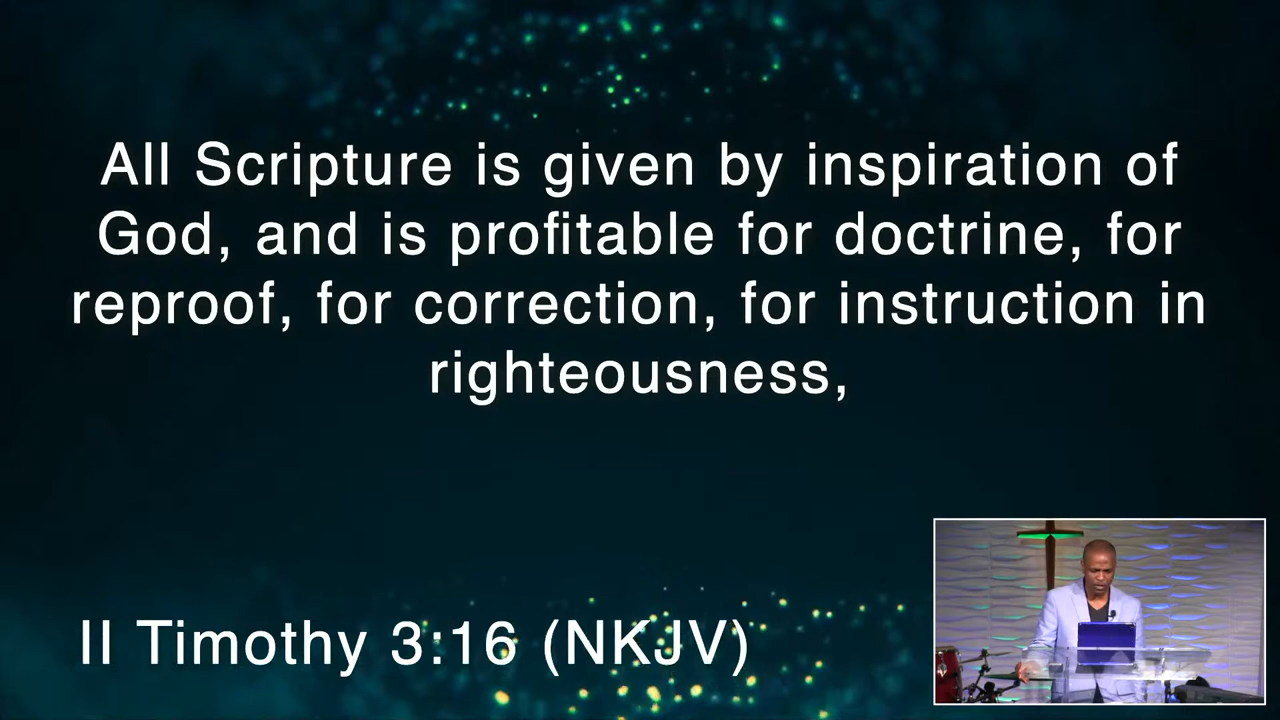 All Scripture is given by inspiration of
God, and is profitable for doctrine, for
reproof, for correction, for instruction in
righteousness,
II Timothy 3:16 (NKJV)